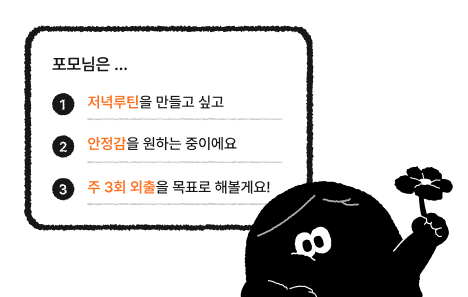 포모님은 ...
1 저녁루틴을 만들고 싶고
2 안정감을 원하는 중이에요
3 주 3회 외출을 목표로 해볼게요!